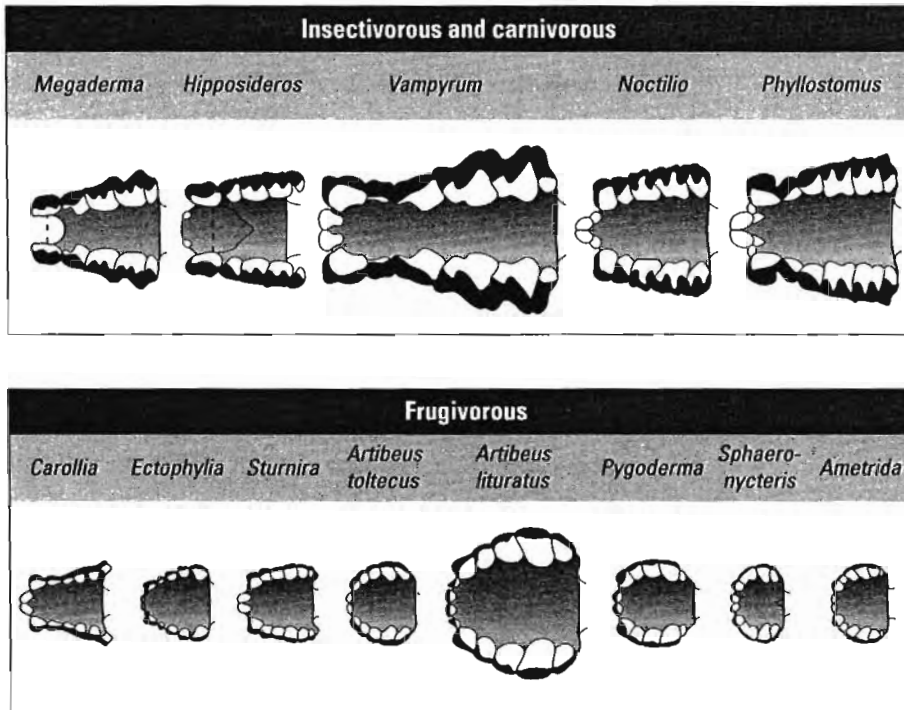 Insectivorous and carnivorous
Megaderma Hipposideros Vampyrum Noctilio Phyllostomus
Frugivorous
Carollia Ectophylia Sturnira Artibeus toltecus Artibeus lituratus Pygoderma Sphaero-nycteris Ametrida